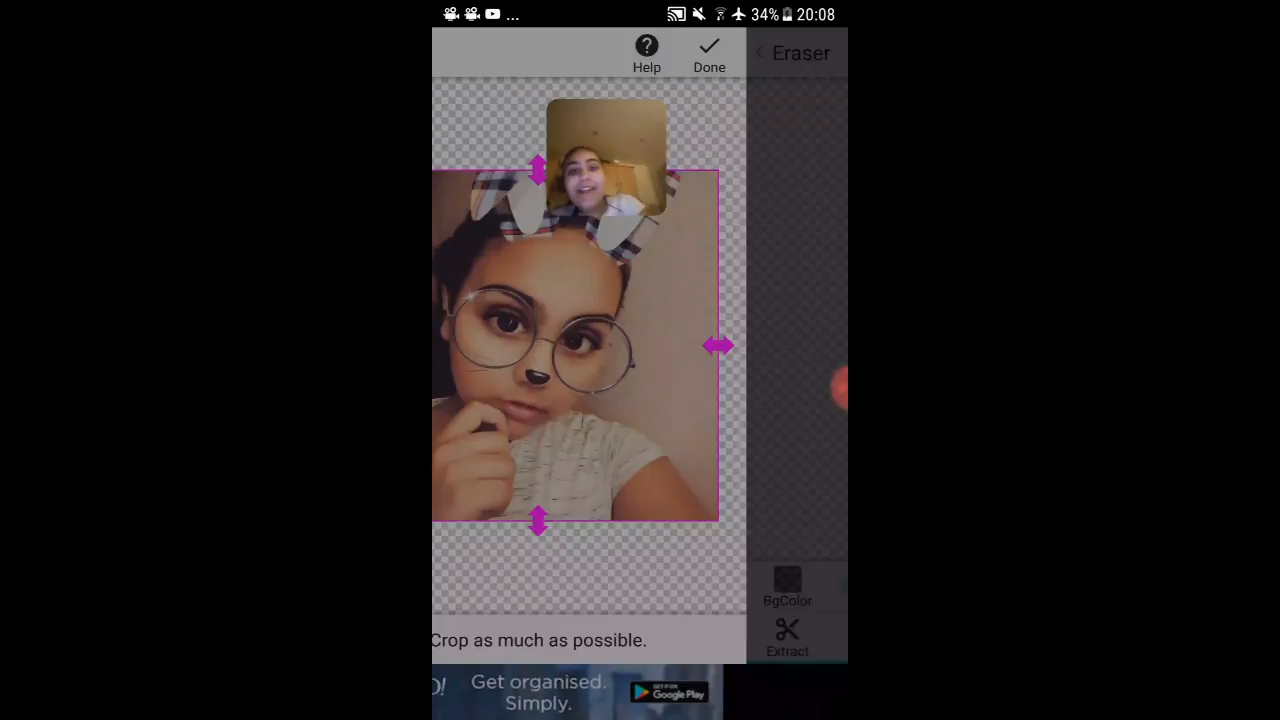 ... 34% 20:08
Help Done Eraser
BgColor
Crop as much as possible.
Extract
O! Get organised.
Simply.
GET IT ON
Google Play